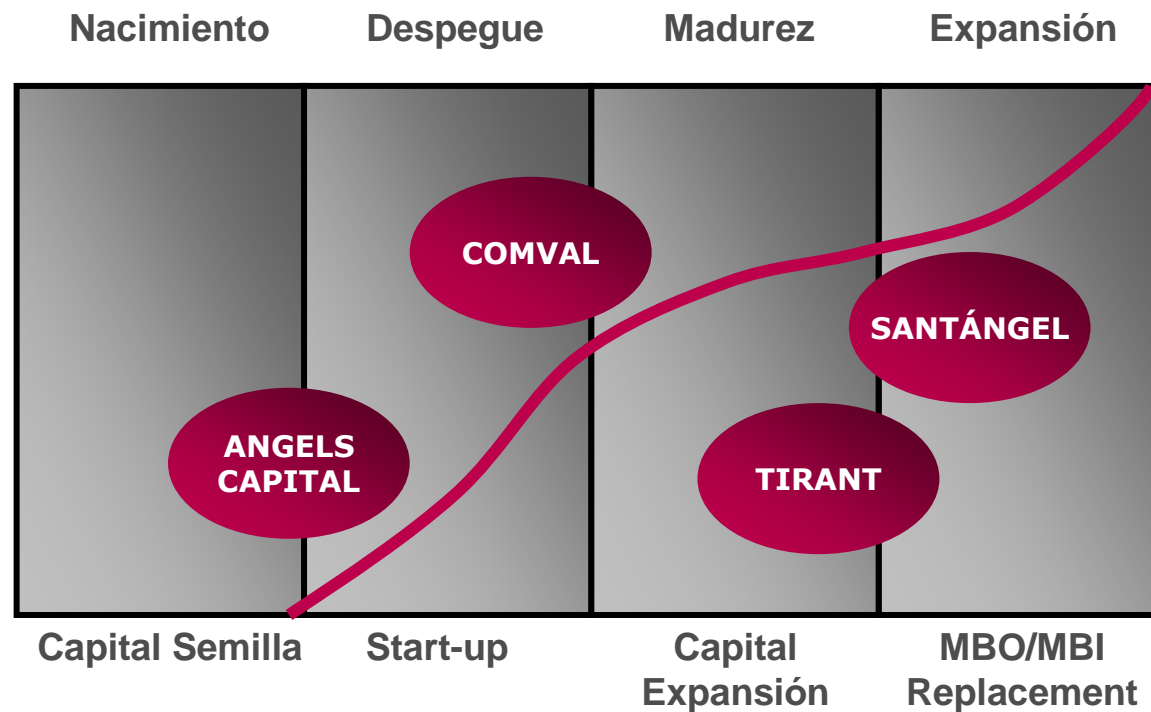 Nacimiento Despegue Madurez Expansión
COMVAL
SANTÁNGEL
ANGELS
CAPITAL
TIRANT
Capital Semilla Start-up Capital MBO/MBI
Expansión Replacement